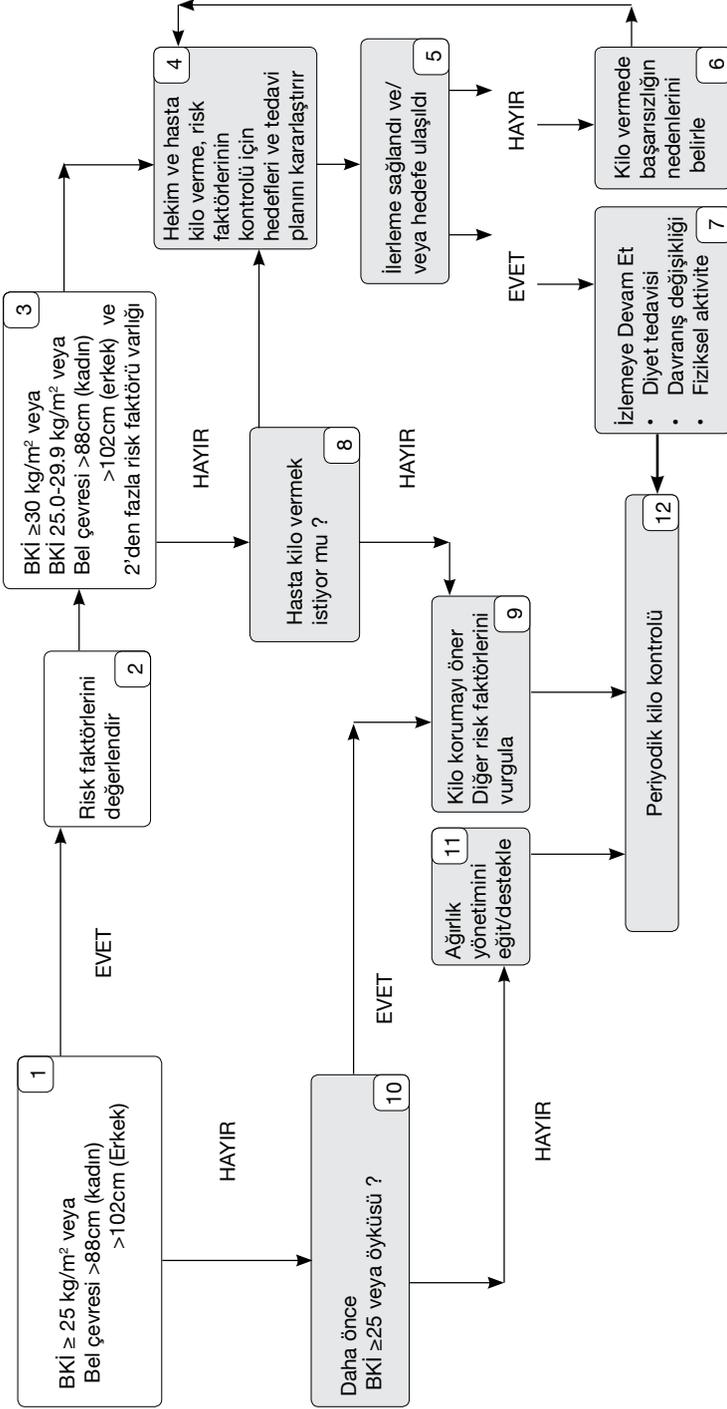 1
BKİ ≥ 25 kg/m² veya
Bel çevresi >88cm (kadın)
>102cm (Erkek)
EVET
HAYIR
2
Risk faktörlerini
değerlendir
3
BKİ ≥30 kg/m² veya
BKİ 25.0-29.9 kg/m² veya
Bel çevresi >88cm (kadın)
>102cm (erkek) ve
2'den fazla risk faktörü varlığı
HAYIR
4
Hekim ve hasta
kilo verme, risk
faktörlerinin
kontrolü için
hedefleri ve tedavi
planını kararlaştırır
5
İlerleme sağlandı ve/
veya hedefe ulaşıldı
EVET
HAYIR
6
Kilo vermede
başarısızlığın
nedenlerini
belirle
7
İzlemeye Devam Et
• Diyet tedavisi
• Davranış değişikliği
• Fiziksel aktivite
8
Hasta kilo vermek
istiyor mu ?
HAYIR
9
Kilo korumayı öner
Diğer risk faktörlerini
vurgula
10
Daha önce
BKİ ≥25 veya öyküsü ?
EVET
HAYIR
11
Ağırlık
yönetimini
eğit/destekle
12
Periyodik kilo kontrolü